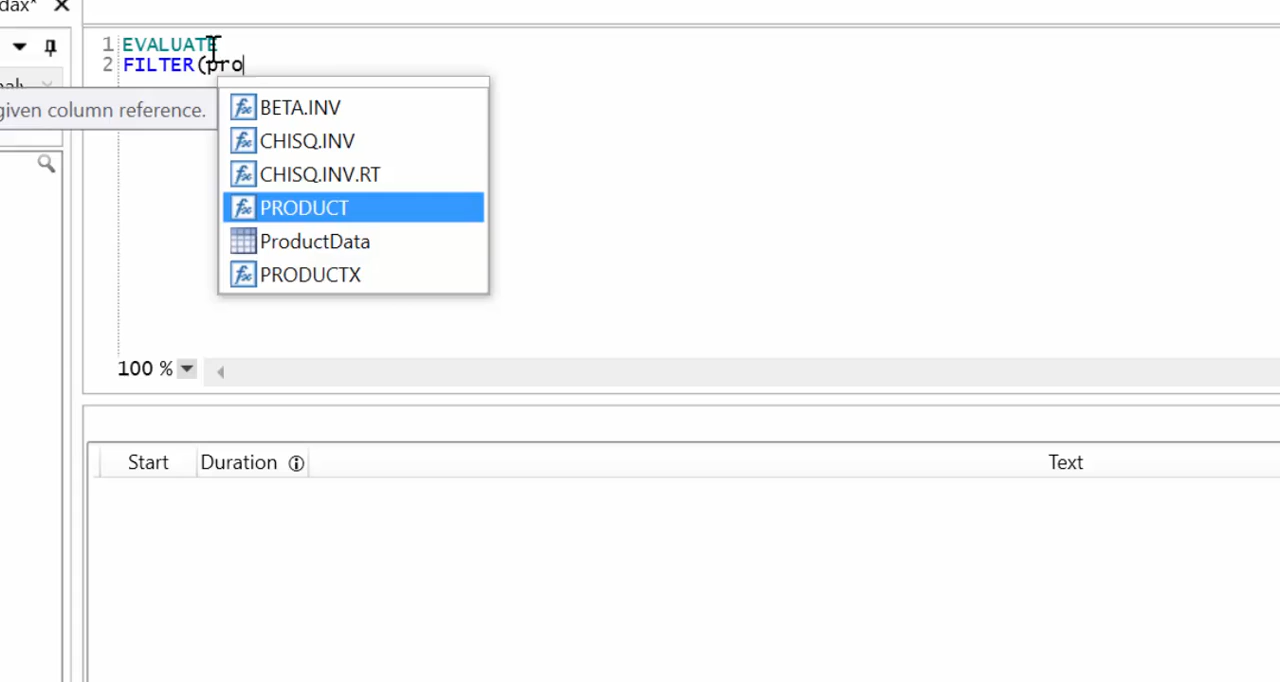 dax*
1 EVALUATE
2 FILTER(pro
given column reference.
BETA.INV
CHISQ.INV
CHISQ.INV.RT
PRODUCT
ProductData
PRODUCTX
100 %
Start Duration Text